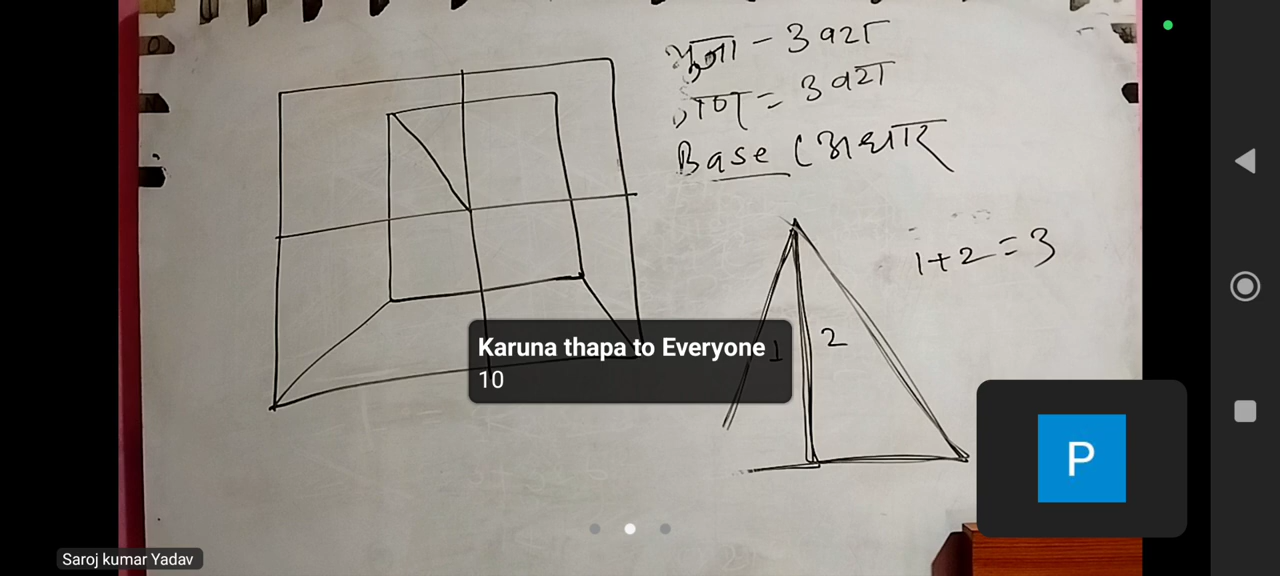 भुजा - 3 वटा
कोण = 3 वटा
Base (आधार
1+2=3
1 2
Karuna thapa to Everyone
10
P
Saroj kumar Yadav